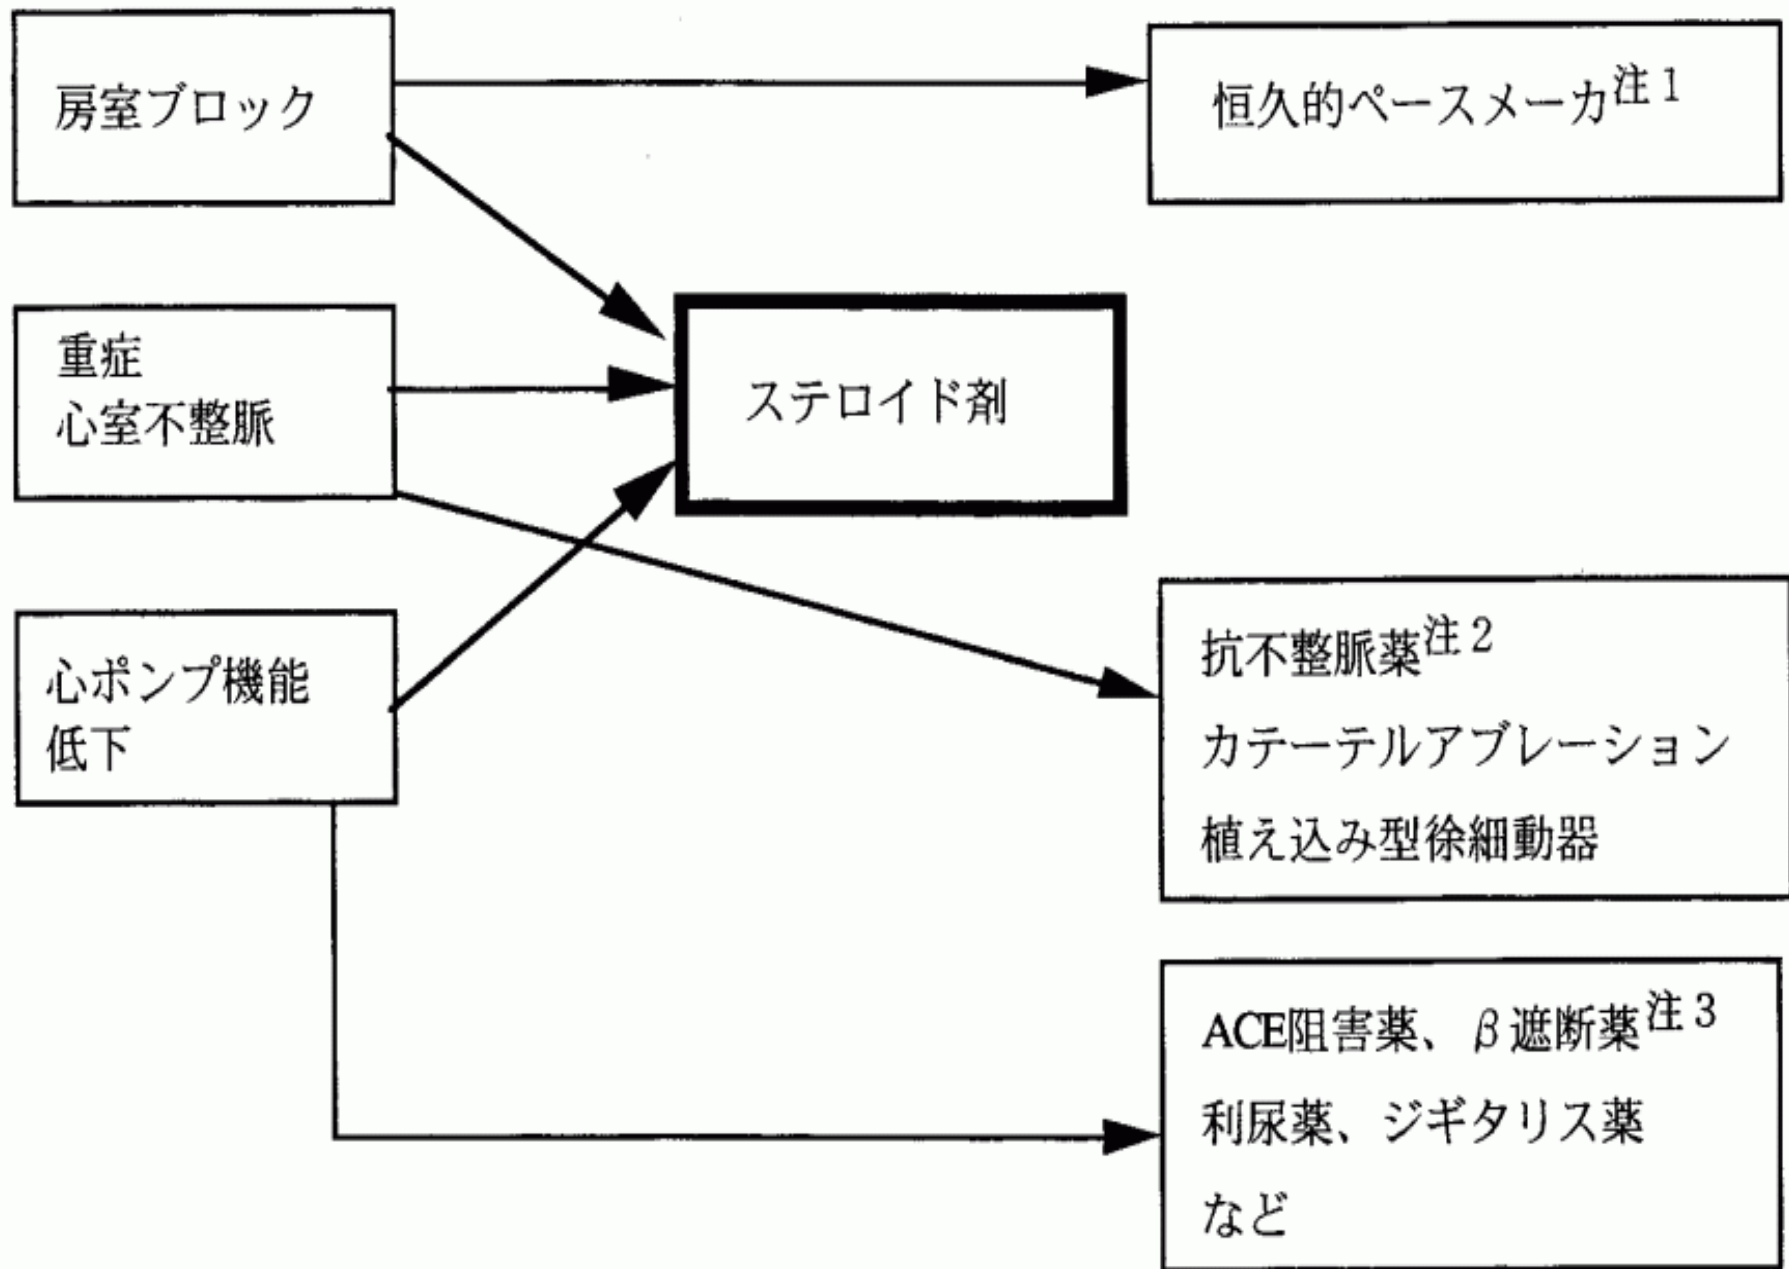 房室ブロック
恒久的ペースメーカ注1
重症
心室不整脈
ステロイド剤
心ポンプ機能
低下
抗不整脈薬注2
カテーテルアブレーション
植え込み型徐細動器
ACE阻害薬、β遮断薬注3
利尿薬、ジギタリス薬
など